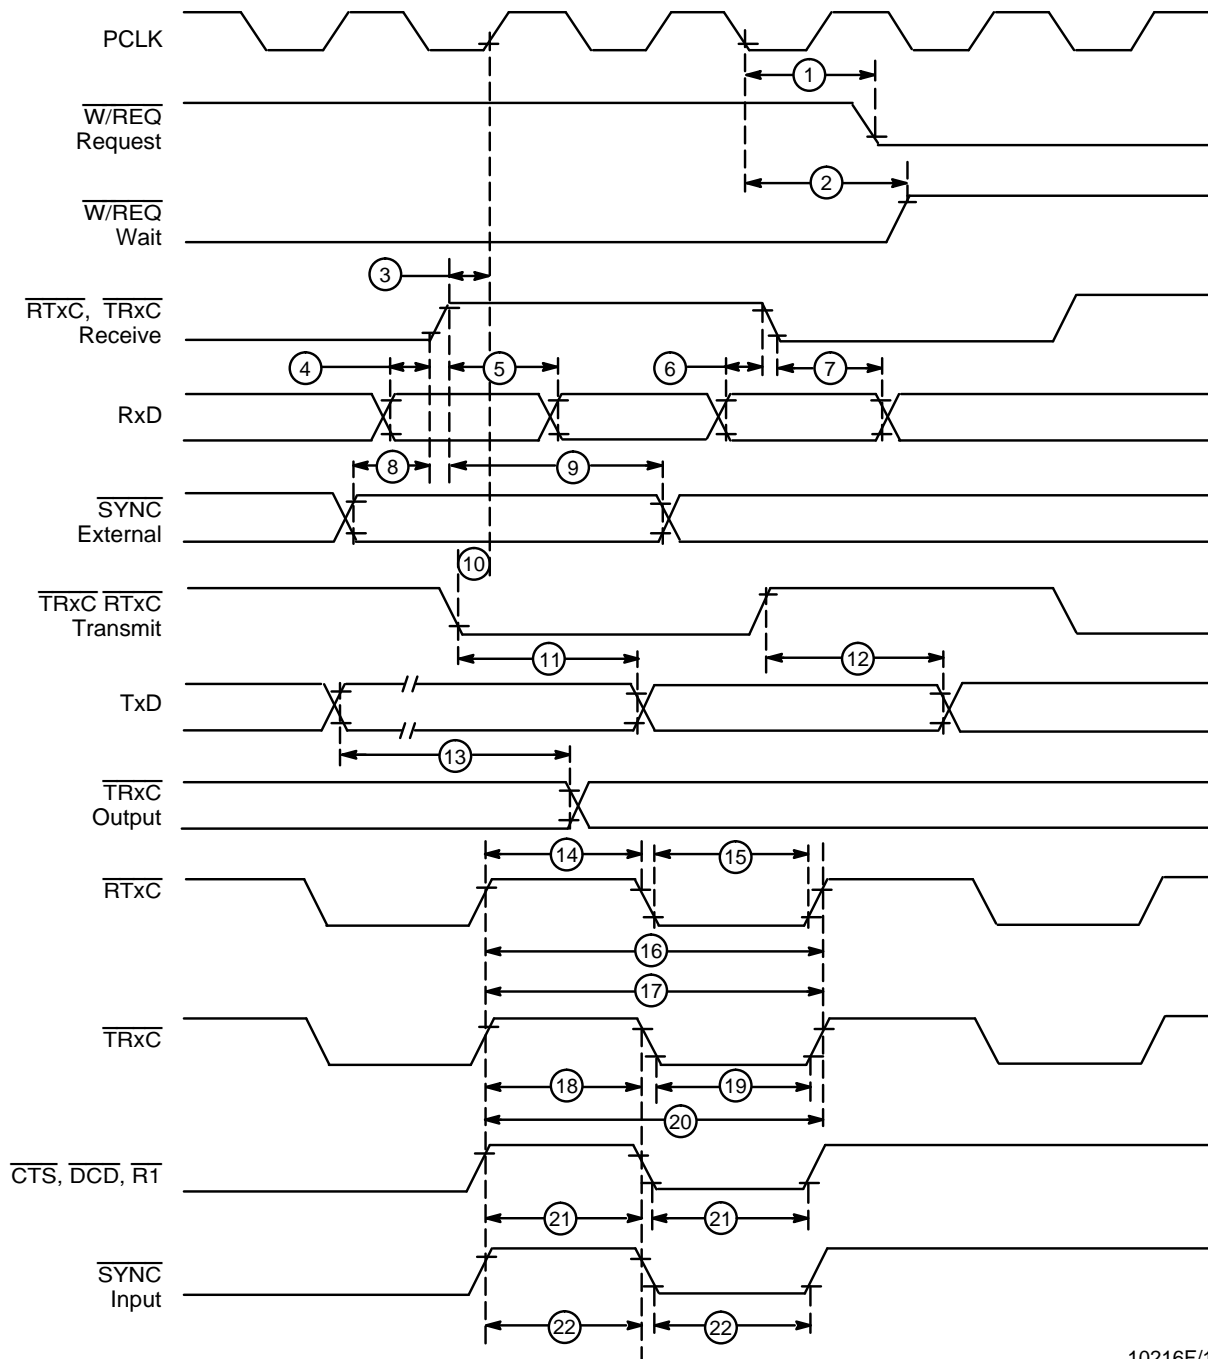 PCLK
1
W/REQ
Request
2
W/REQ
Wait
3
RTxC, TRxC
Receive
4
5
6
7
RxD
8
9
SYNC
External
10
TRxC RTxC
Transmit
11
12
TxD
13
TRxC
Output
14
15
RTxC
16
17
TRxC
18
19
20
CTS, DCD, R1
21
21
SYNC
Input
22
22